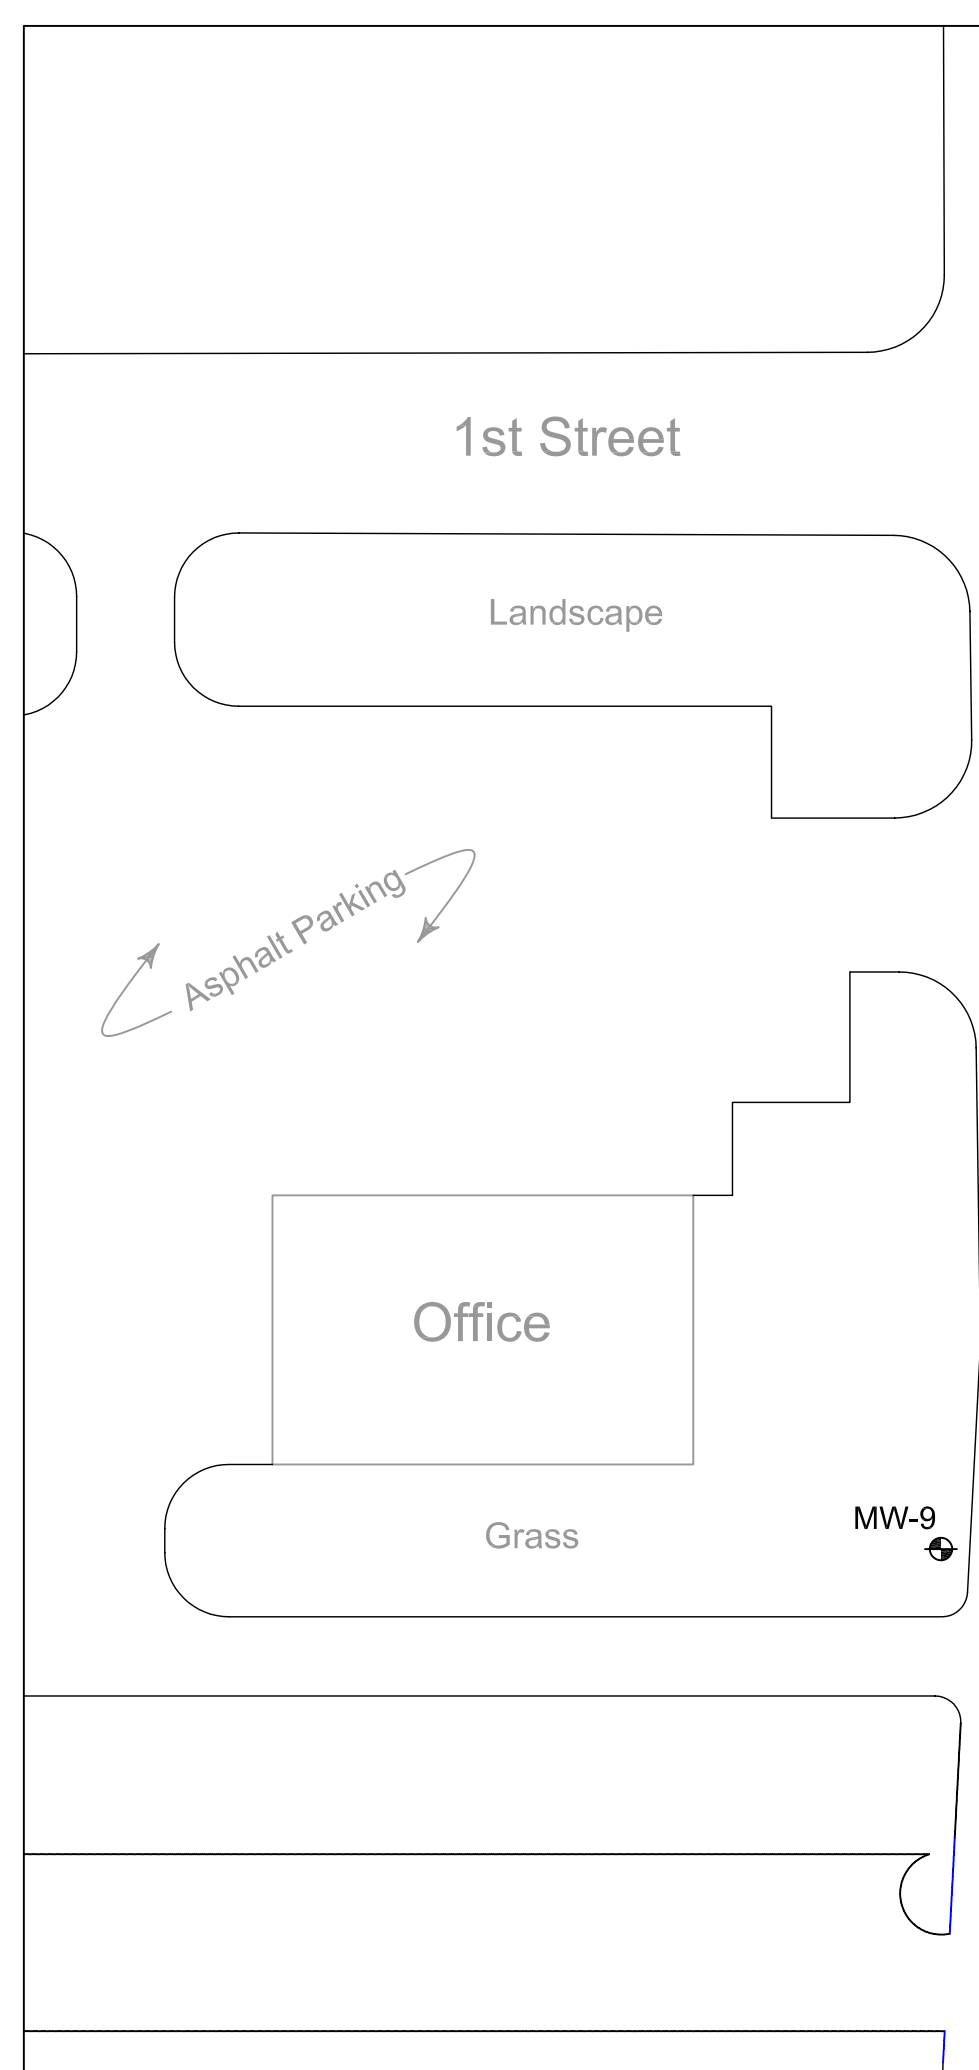 1st Street
Landscape
Asphalt Parking
Office
MW-9
Grass